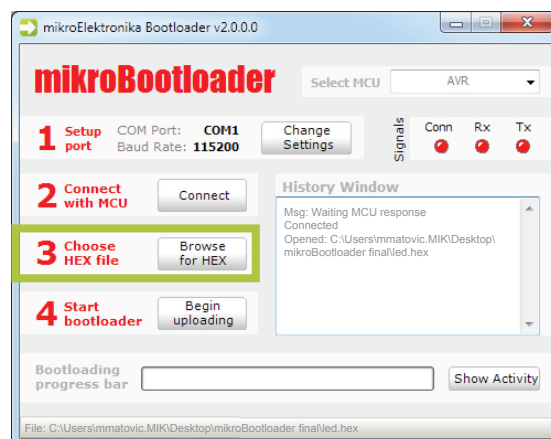 mikroElektronika Bootloader v2.0.0.0
mikroBootloader
Select MCU
AVR
1 Setup port
COM Port: COM1
Baud Rate: 115200
Change Settings
Signals
Conn Rx Tx
2 Connect with MCU
Connect
History Window
Msg: Waiting MCU response
Connected
Opened: C:\Users\mmatovic.MIK\Desktop\
mikroBootloader final\led.hex
3 Choose HEX file
Browse for HEX
4 Start bootloader
Begin uploading
Bootloading progress bar
Show Activity
File: C:\Users\mmatovic.MIK\Desktop\mikroBootloader final\led.hex